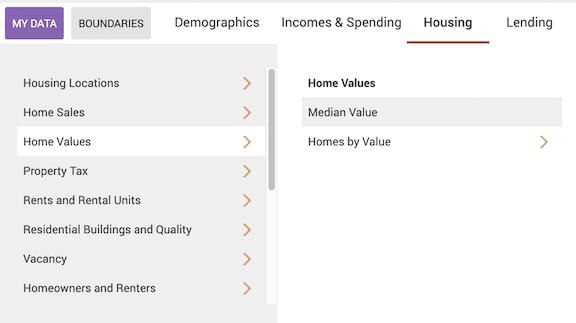 MY DATA
BOUNDARIES
Demographics
Incomes & Spending
Housing
Lending
Housing Locations
Home Sales
Home Values
Property Tax
Rents and Rental Units
Residential Buildings and Quality
Vacancy
Homeowners and Renters
Home Values
Median Value
Homes by Value